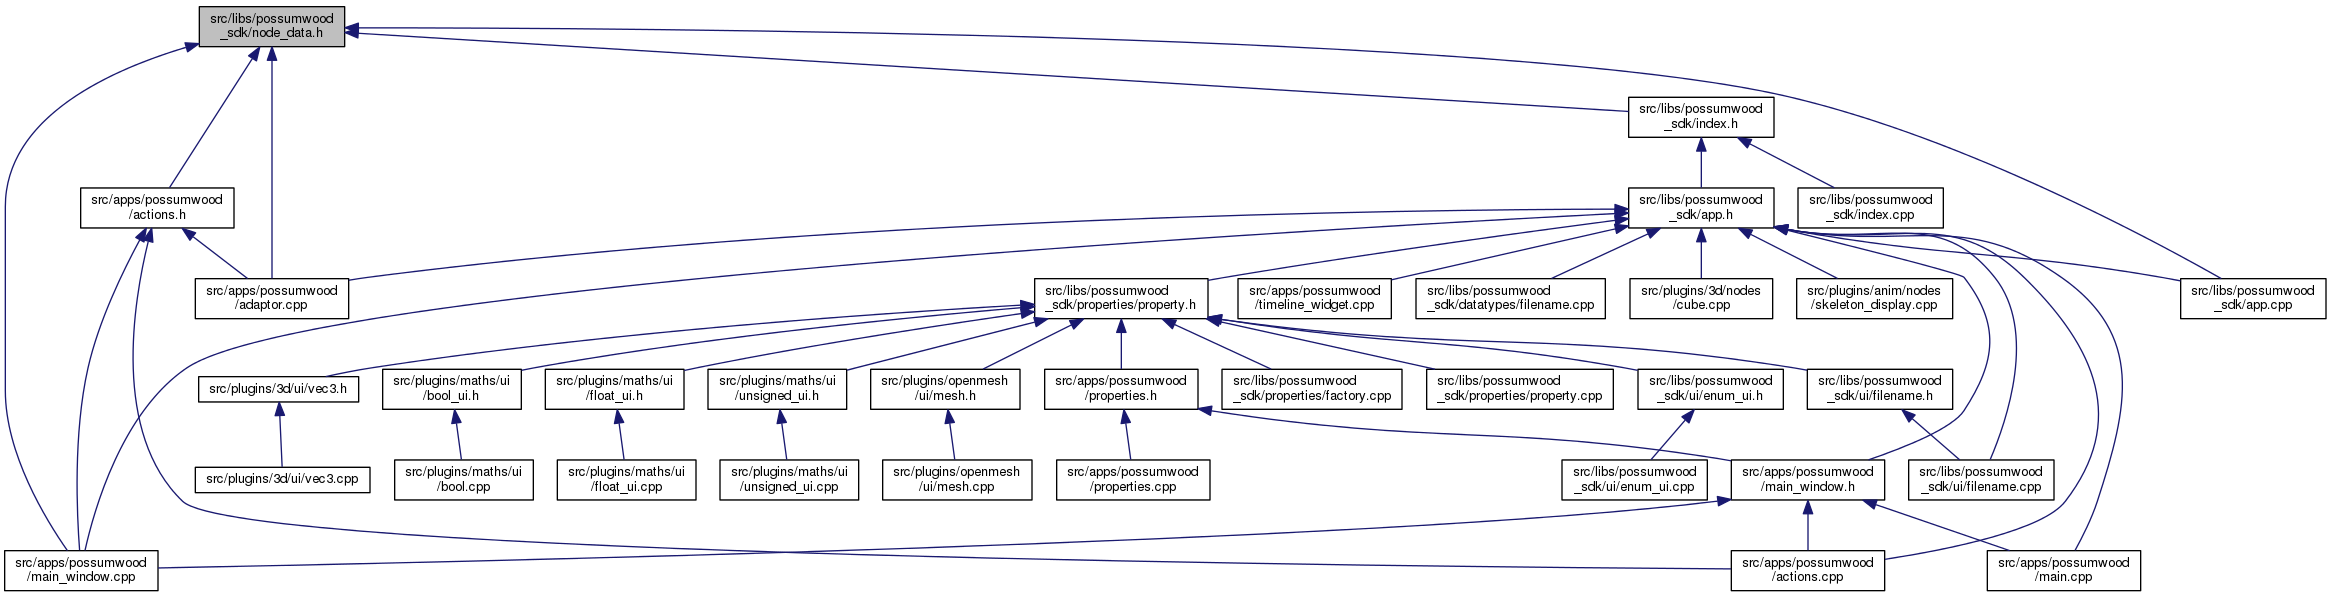 src/libs/possumwood
_sdk/node_data.h
src/libs/possumwood
_sdk/index.h
src/apps/possumwood
/actions.h
src/libs/possumwood
_sdk/app.h
src/libs/possumwood
_sdk/index.cpp
src/apps/possumwood
/adaptor.cpp
src/libs/possumwood
_sdk/properties/property.h
src/apps/possumwood
/timeline_widget.cpp
src/libs/possumwood
_sdk/datatypes/filename.cpp
src/plugins/3d/nodes
/cube.cpp
src/plugins/anim/nodes
/skeleton_display.cpp
src/libs/possumwood
_sdk/app.cpp
src/plugins/3d/ui/vec3.h
src/plugins/maths/ui
/bool_ui.h
src/plugins/maths/ui
/float_ui.h
src/plugins/maths/ui
/unsigned_ui.h
src/plugins/openmesh
/ui/mesh.h
src/apps/possumwood
/properties.h
src/libs/possumwood
_sdk/properties/factory.cpp
src/libs/possumwood
_sdk/properties/property.cpp
src/libs/possumwood
_sdk/ui/enum_ui.h
src/libs/possumwood
_sdk/ui/filename.h
src/plugins/3d/ui/vec3.cpp
src/plugins/maths/ui
/bool.cpp
src/plugins/maths/ui
/float_ui.cpp
src/plugins/maths/ui
/unsigned_ui.cpp
src/plugins/openmesh
/ui/mesh.cpp
src/apps/possumwood
/properties.cpp
src/libs/possumwood
_sdk/ui/enum_ui.cpp
src/apps/possumwood
/main_window.h
src/libs/possumwood
_sdk/ui/filename.cpp
src/apps/possumwood
/main_window.cpp
src/apps/possumwood
/actions.cpp
src/apps/possumwood
/main.cpp